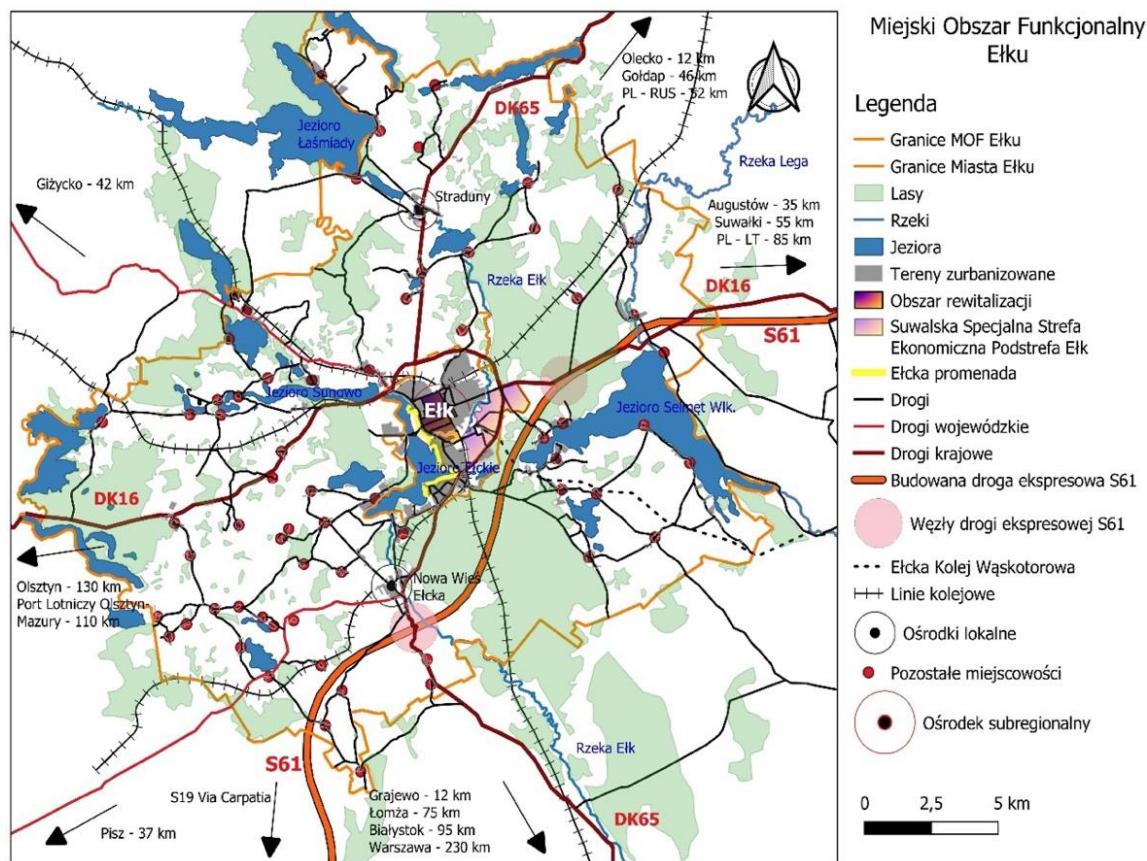 Miejski Obszar Funkcjonalny
Ełku
Legenda
Granice MOF Ełku
Granice Miasta Ełku
Lasy
Rzeki
Jeziora
Tereny zurbanizowane
Obszar rewitalizacji
Suwalska Specjalna Strefa
Ekonomiczna Podstrefa Ełk
Ełcka promenada
Drogi
Drogi wojewódzkie
Drogi krajowe
Budowana droga ekspresowa S61
Węzły drogi ekspresowej S61
Ełcka Kolej Wąskotorowa
Linie kolejowe
Ośrodki lokalne
Pozostałe miejscowości
Ośrodek subregionalny
0 2,5 5 km
Olecko - 12 km
Gołdap - 46 km
PL - RUS - 52 km
DK65
Jezioro
Łaśmiady
Rzeka Lega
Giżycko - 42 km
Straduny
Augustów - 35 km
Suwałki - 55 km
PL - LT - 85 km
Rzeka Ełk
DK16
S61
Jezioro Sunowo
Ełk
Jezioro Selmęt Wlk.
Jezioro Ełckie
DK16
Olsztyn - 130 km
Port Lotniczy Olsztyn-
Mazury - 110 km
Nowa Wieś
Ełcka
Rzeka Ełk
S61
S19 Via Carpatia
Grajewo - 12 km
Łomża - 75 km
Białystok - 95 km
Warszawa - 230 km
DK65
Pisz - 37 km